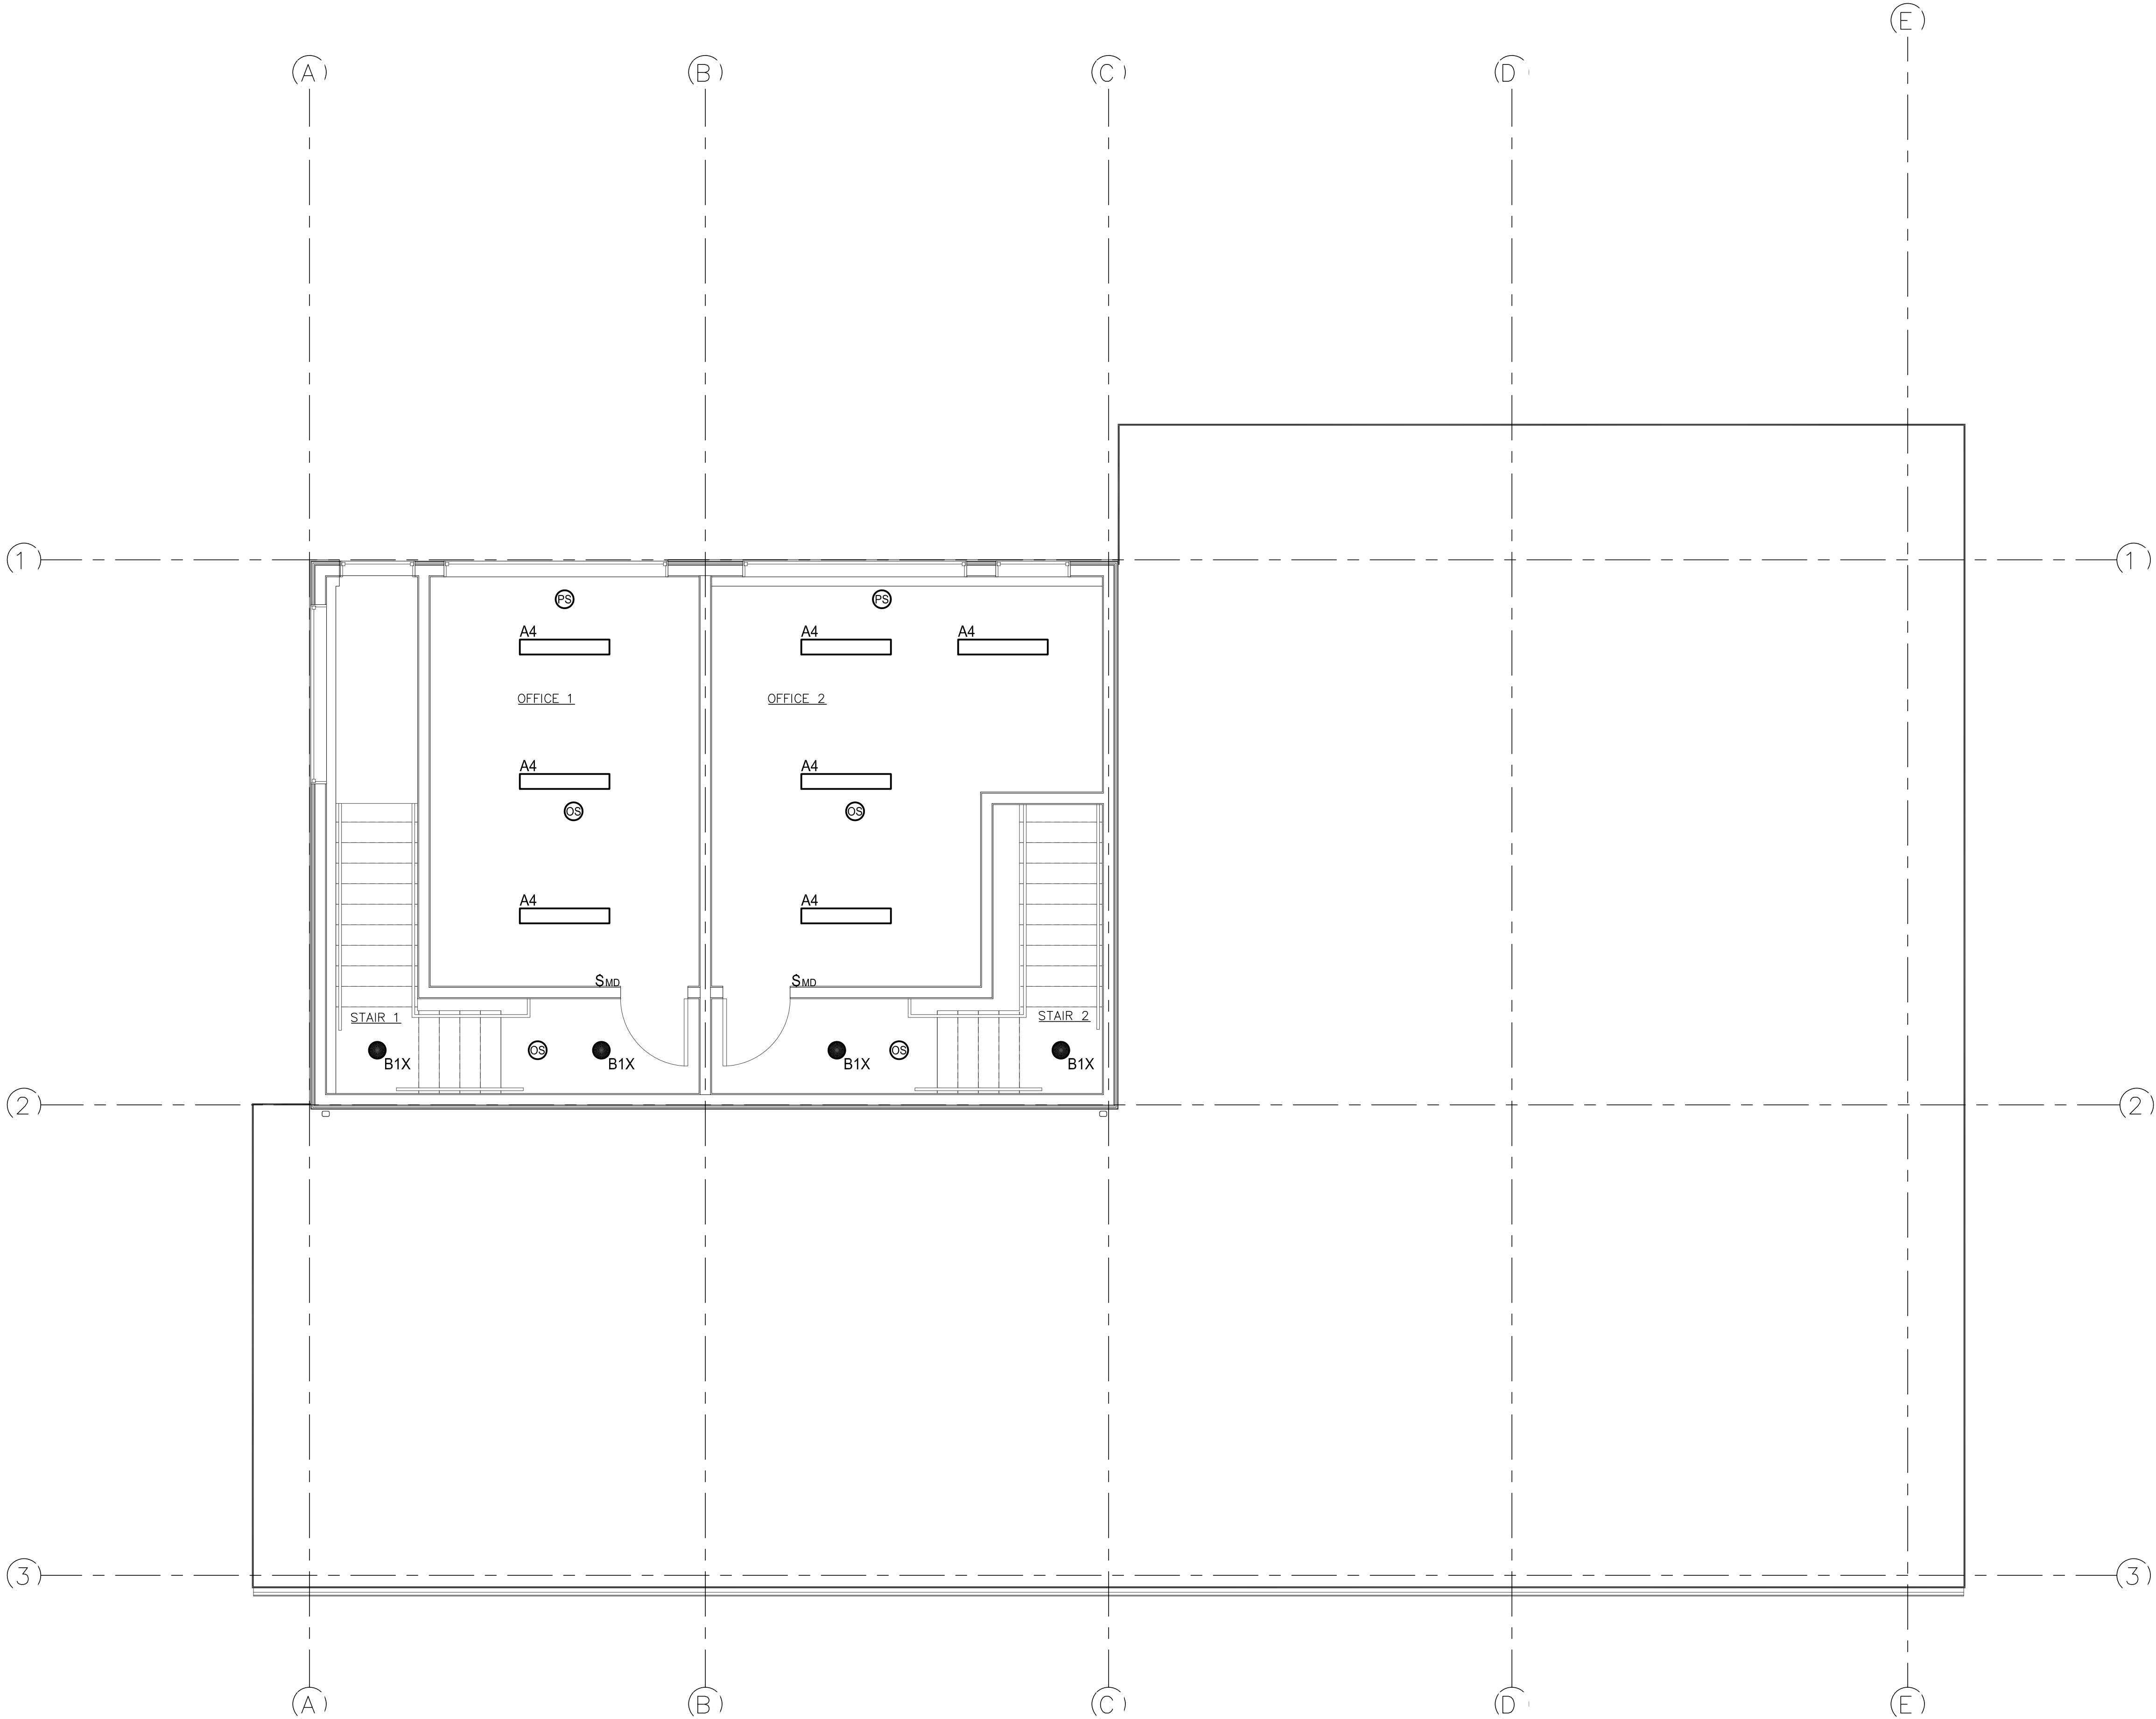 E
A B C D
1 1
PS PS
A4 A4 A4
OFFICE 1 OFFICE 2
A4 A4
OS OS
A4 A4
SMD SMD
STAIR 1 STAIR 2
OS OS
B1X B1X B1X B1X
2 2
3 3
A B C D E